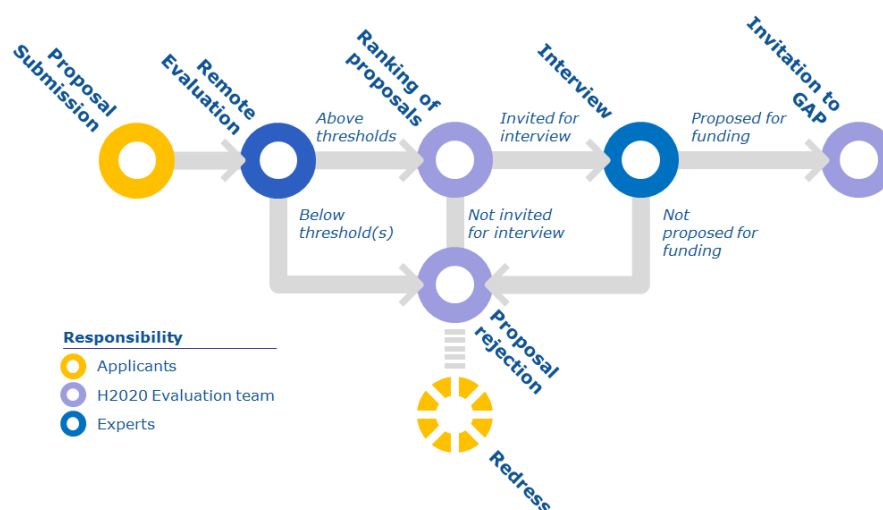 Proposal
Submission
Remote
Evaluation
Ranking of
proposals
Interview
Invitation to
GAP
Above
thresholds
Invited for
interview
Proposed for
funding
Below
threshold(s)
Not invited
for interview
Not
proposed for
funding
Proposal
rejection
Redress
Responsibility
Applicants
H2020 Evaluation team
Experts